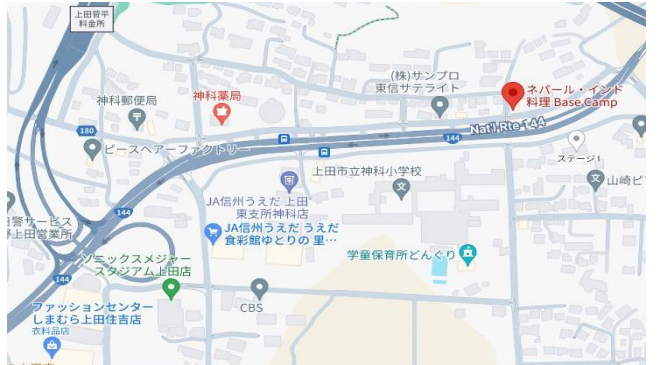 上田菅平
料金所
(株)サンプロ
東信サテライト
ネパール・インド
料理 Base Camp
神科郵便局
神科薬局
180
144
Nat'l Rte 144
ピースヘアーファクトリー
ステージ I
上田市立神科小学校
山崎ピ
JA信州うえだ 上田
東支所神科店
144
警サービス
上田営業所
JA信州うえだ うえだ
食彩館ゆとりの 里…
学童保育所どんぐり
144
ソニックスメジャー
スタジアム上田店
CBS
ファッションセンター
しまむら上田住吉店
衣料品店